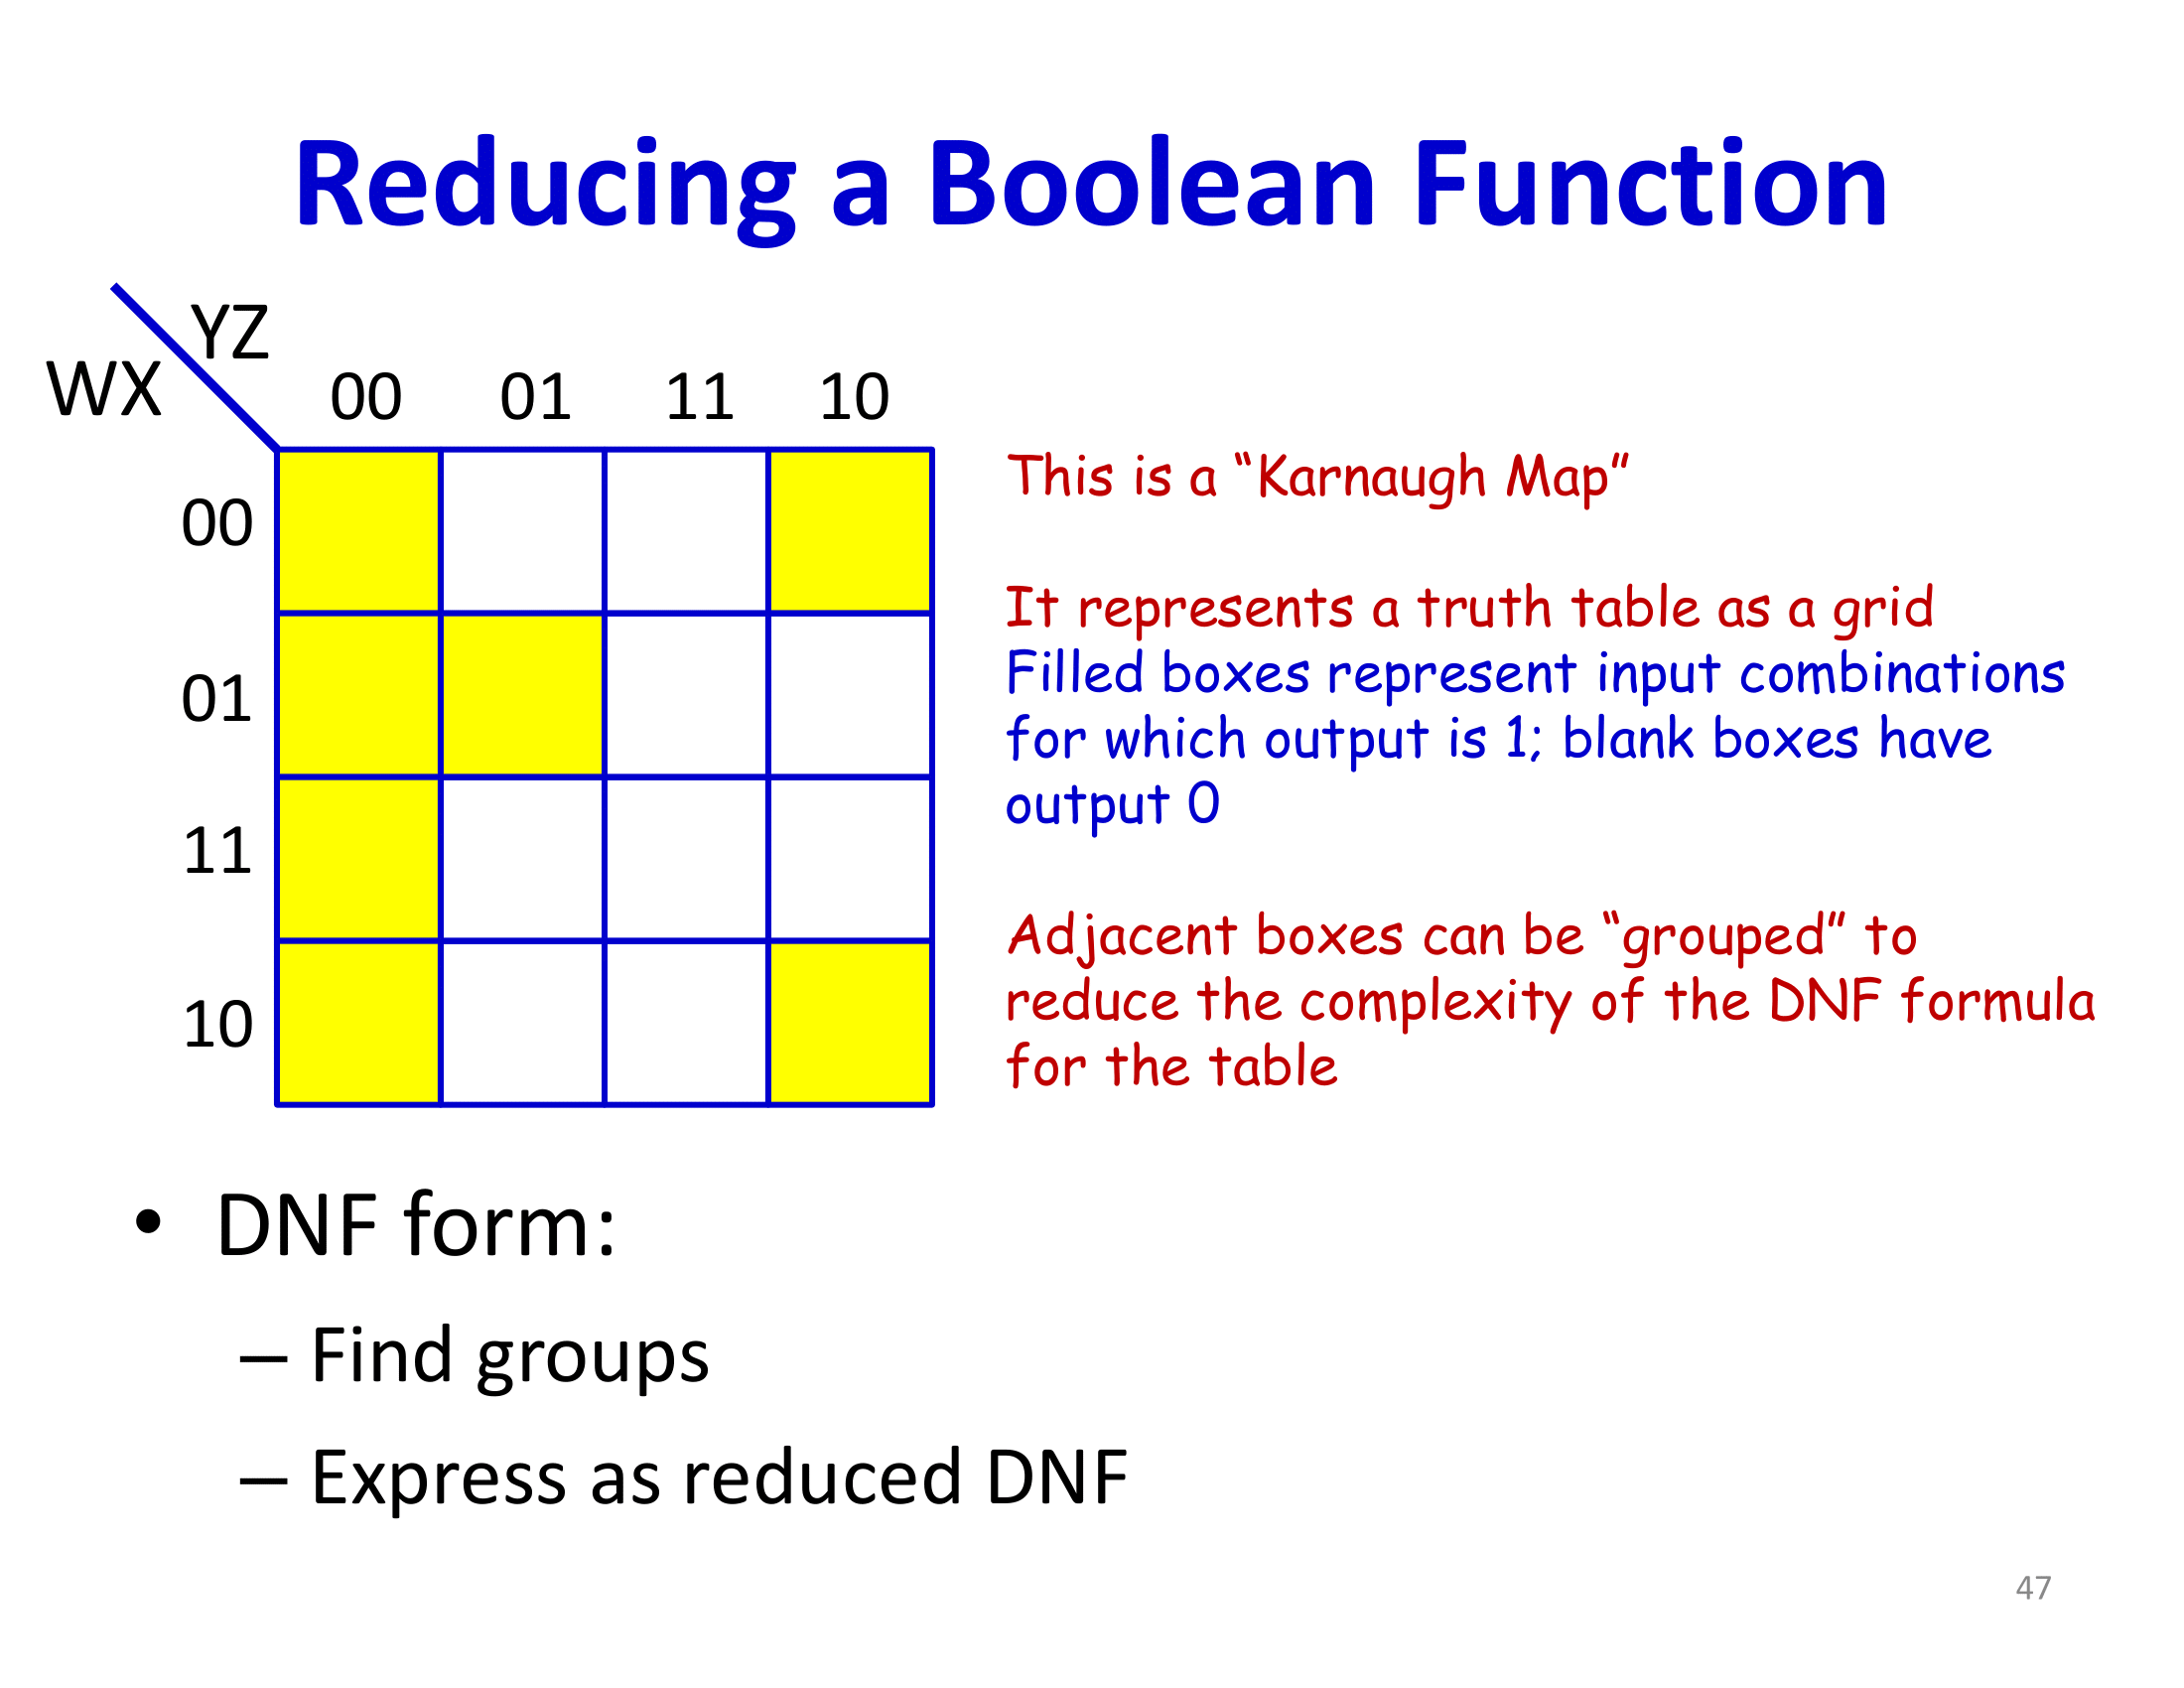 Reducing a Boolean Function
YZ
WX
00 01 11 10
00
01
11
10
This is a “Karnaugh Map“
It represents a truth table as a grid
Filled boxes represent input combinations
for which output is 1; blank boxes have
output 0
Adjacent boxes can be “grouped“ to
reduce the complexity of the DNF formula
for the table
• DNF form:
– Find groups
– Express as reduced DNF
47